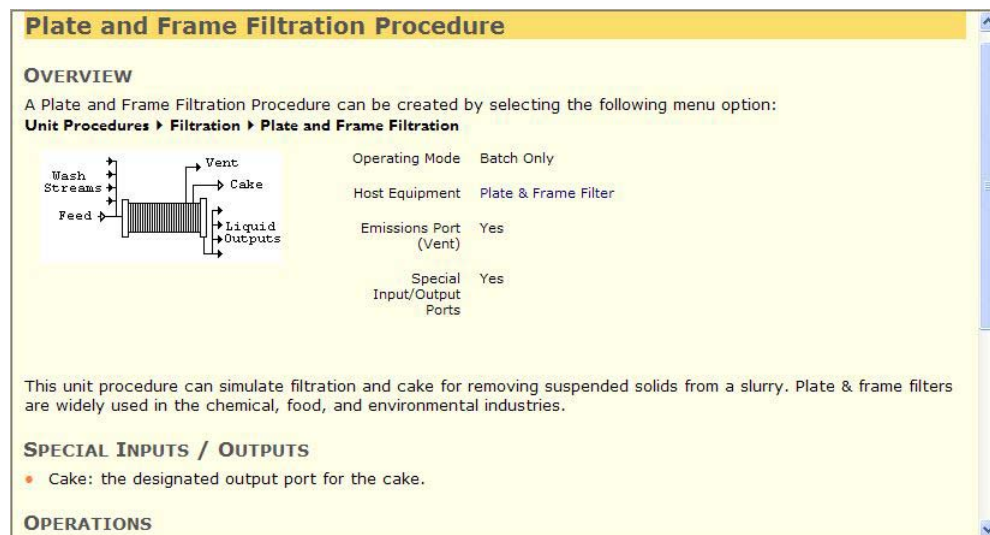 Plate and Frame Filtration Procedure
OVERVIEW
A Plate and Frame Filtration Procedure can be created by selecting the following menu option:
Unit Procedures ▸ Filtration ▸ Plate and Frame Filtration
Vent
Wash
Streams
Cake
Feed
Liquid
Outputs
Operating Mode Batch Only
Host Equipment Plate & Frame Filter
Emissions Port Yes
(Vent)
Special Yes
Input/Output
Ports
This unit procedure can simulate filtration and cake for removing suspended solids from a slurry. Plate & frame filters
are widely used in the chemical, food, and environmental industries.
SPECIAL INPUTS / OUTPUTS
• Cake: the designated output port for the cake.
OPERATIONS